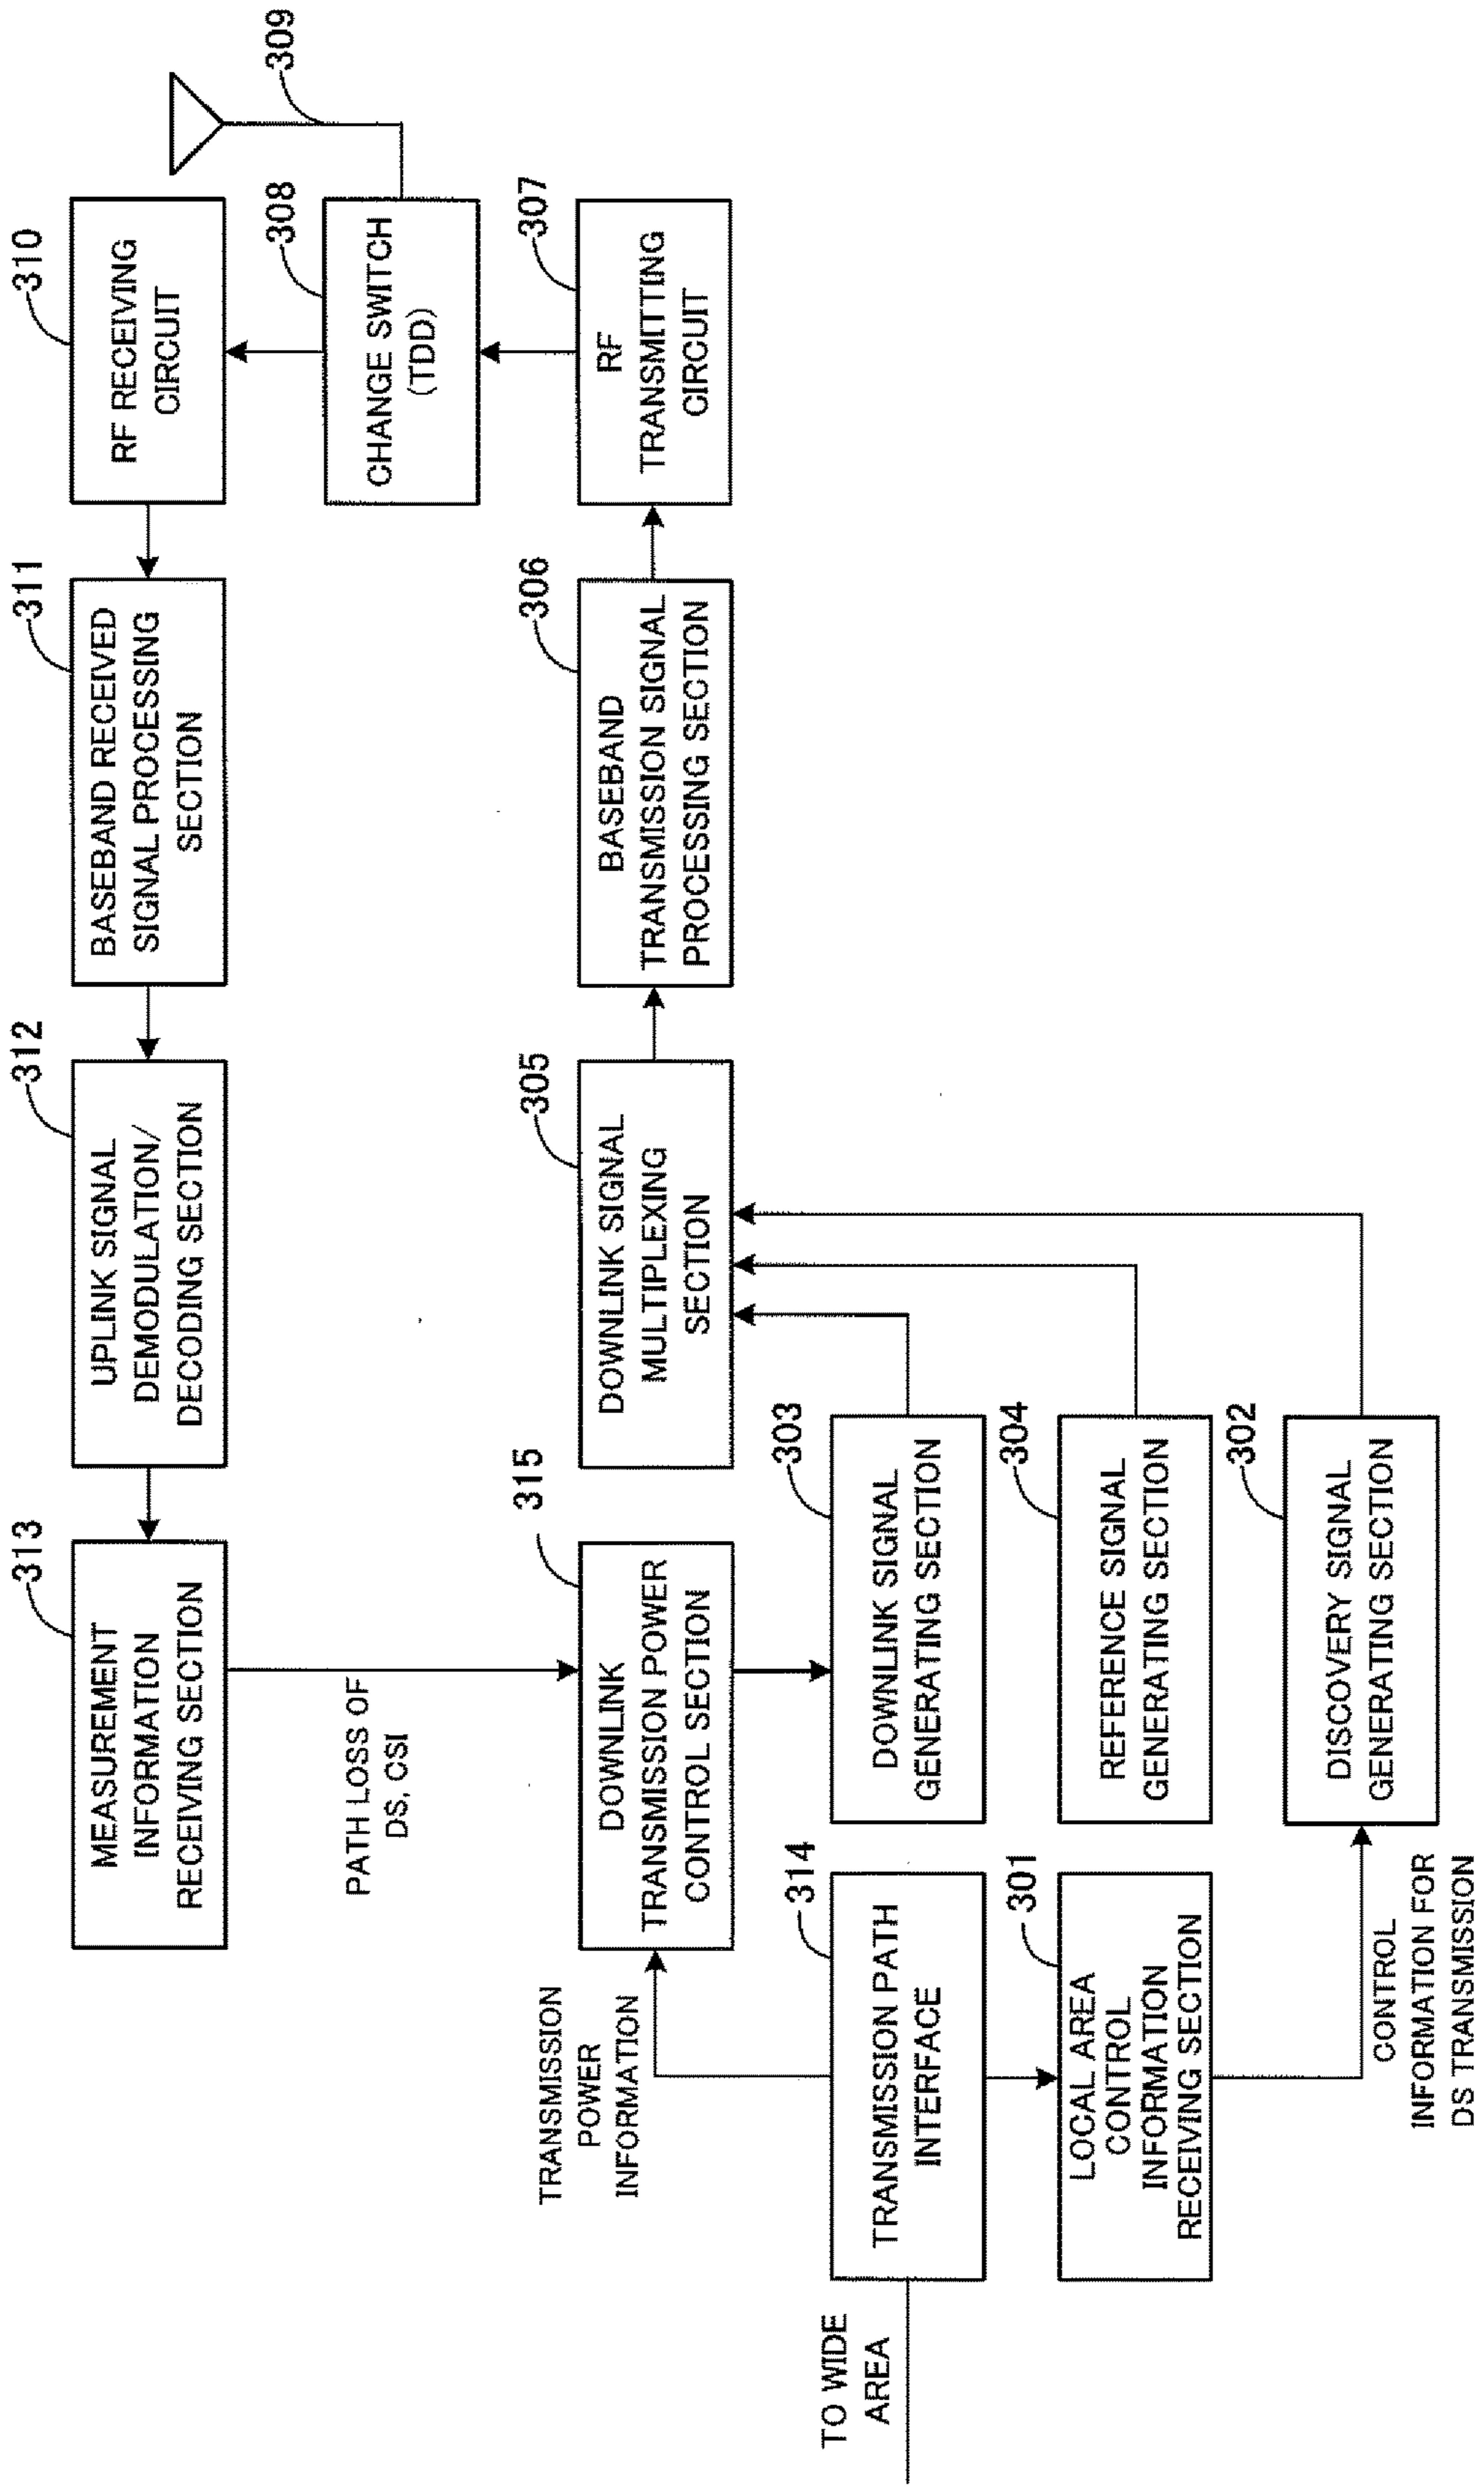 313
MEASUREMENT
INFORMATION
RECEIVING SECTION
312
UPLINK SIGNAL
DEMODULATION/
DECODING SECTION
311
BASEBAND RECEIVED
SIGNAL PROCESSING
SECTION
310
RF RECEIVING
CIRCUIT
309
308
CHANGE SWITCH
(TDD)
PATH LOSS OF
DS, CSI
TRANSMISSION
POWER
INFORMATION
315
DOWNLINK
TRANSMISSION POWER
CONTROL SECTION
305
DOWNLINK SIGNAL
MULTIPLEXING
SECTION
306
BASEBAND
TRANSMISSION SIGNAL
PROCESSING SECTION
307
RF
TRANSMITTING
CIRCUIT
TO WIDE
AREA
314
TRANSMISSION PATH
INTERFACE
303
DOWNLINK SIGNAL
GENERATING SECTION
301
LOCAL AREA
CONTROL
INFORMATION
RECEIVING SECTION
304
REFERENCE SIGNAL
GENERATING SECTION
302
DISCOVERY SIGNAL
GENERATING SECTION
CONTROL
INFORMATION FOR
DS TRANSMISSION